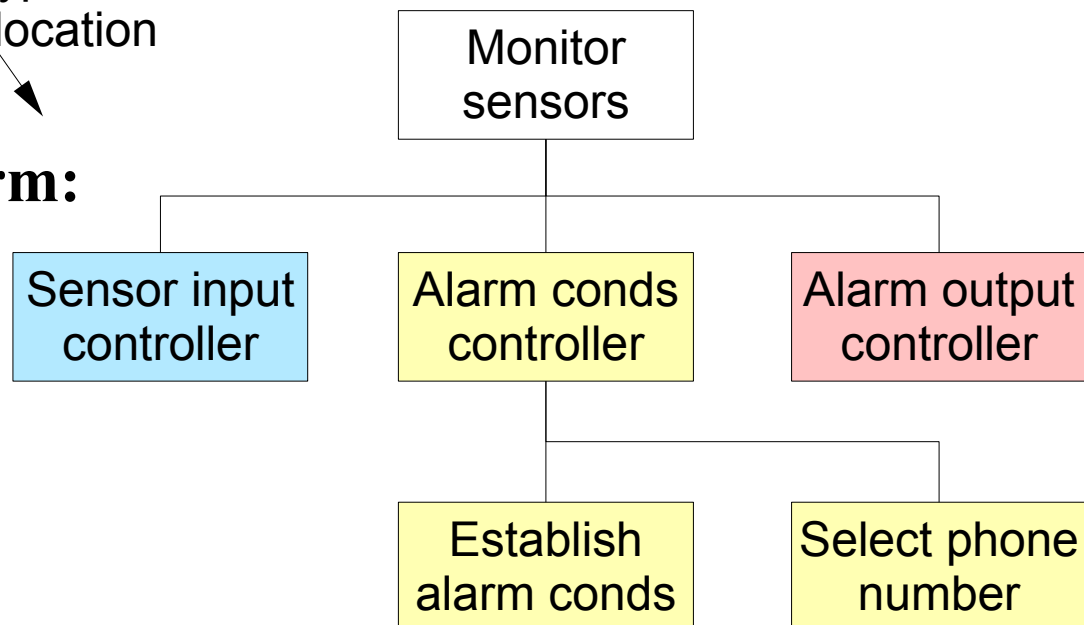 location
rm:
Monitor
sensors
Sensor input
controller
Alarm conds
controller
Alarm output
controller
Establish
alarm conds
Select phone
number